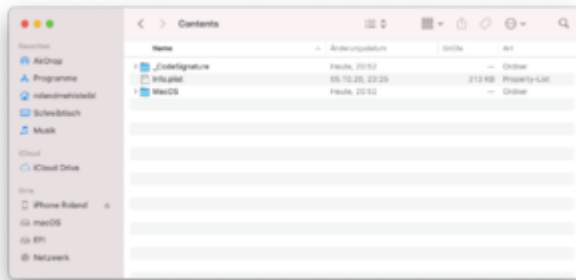 Contents
Name Änderungsdatum Größe Art
Favoriten
AirDrop
Programme
Schreibtisch
Musik
iCloud
iCloud Drive
Orte
iPhone Roland
macOS
EFI
Netzwerk
_CodeSignature Heute, 20:52 -- Ordner
Info.plist 05.10.20, 23:25 212 KB Property-List
MacOS Heute, 20:52 -- Ordner